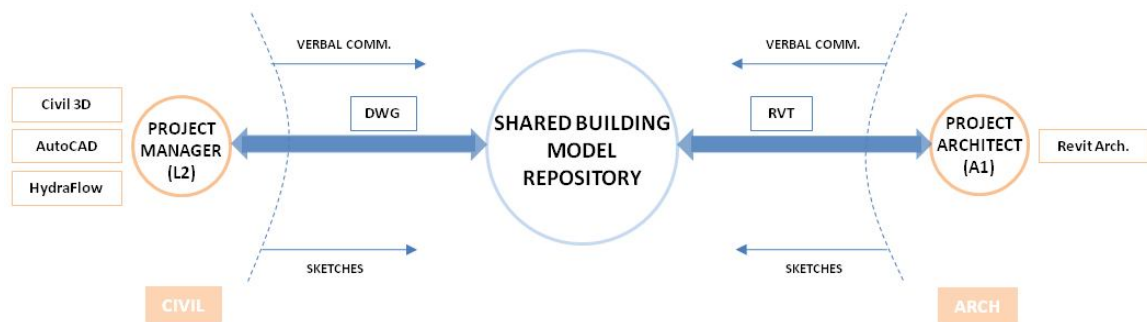 VERBAL COMM.
VERBAL COMM.
Civil 3D
AutoCAD
HydraFlow
PROJECT
MANAGER
(L2)
DWG
SHARED BUILDING
MODEL
REPOSITORY
RVT
PROJECT
ARCHITECT
(A1)
Revit Arch.
SKETCHES
SKETCHES
CIVIL
ARCH